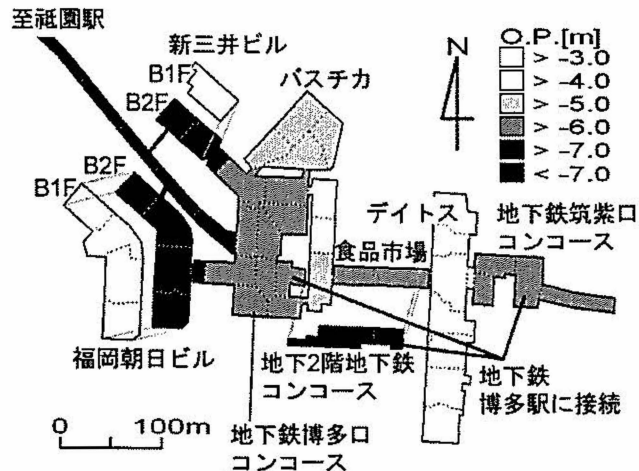 至祇園駅
新三井ビル
B1F
バスチカ
B2F
B2F
B1F
N
O.P.[m]
> -3.0
> -4.0
> -5.0
> -6.0
> -7.0
< -7.0
デイトス
地下鉄筑紫口
コンコース
食品市場
福岡朝日ビル
地下2階地下鉄
コンコース
地下鉄
博多駅に接続
0 100m
地下鉄博多口
コンコース